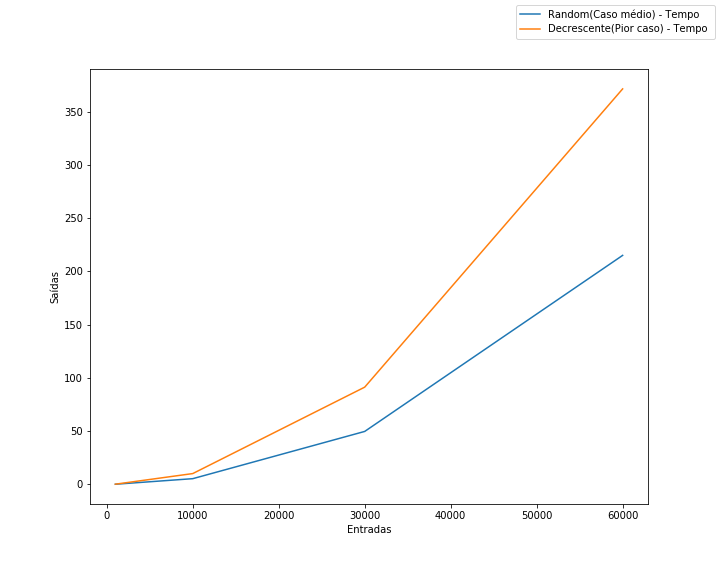 Random(Caso médio) - Tempo
Decrescente(Pior caso) - Tempo
350
300
250
200
150
100
50
0
Saídas
0 10000 20000 30000 40000 50000 60000
Entradas